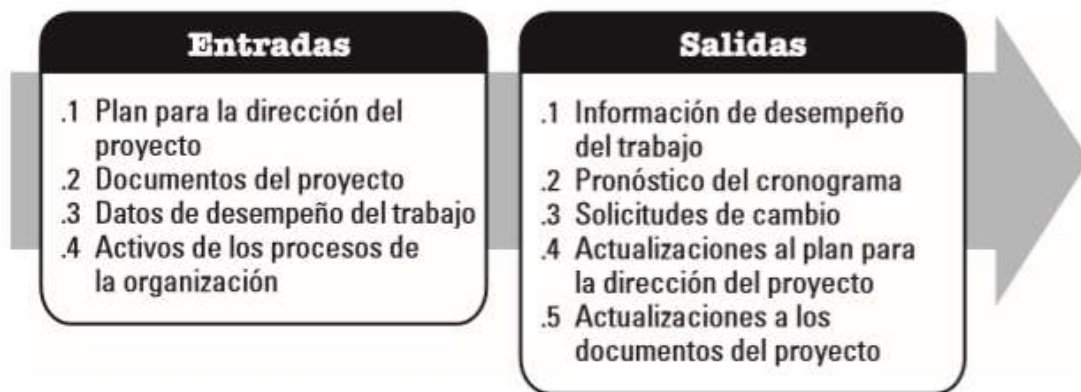 Entradas
.1 Plan para la dirección del
proyecto
.2 Documentos del proyecto
.3 Datos de desempeño del trabajo
.4 Activos de los procesos de
la organización
Salidas
.1 Información de desempeño
del trabajo
.2 Pronóstico del cronograma
.3 Solicitudes de cambio
.4 Actualizaciones al plan para
la dirección del proyecto
.5 Actualizaciones a los
documentos del proyecto